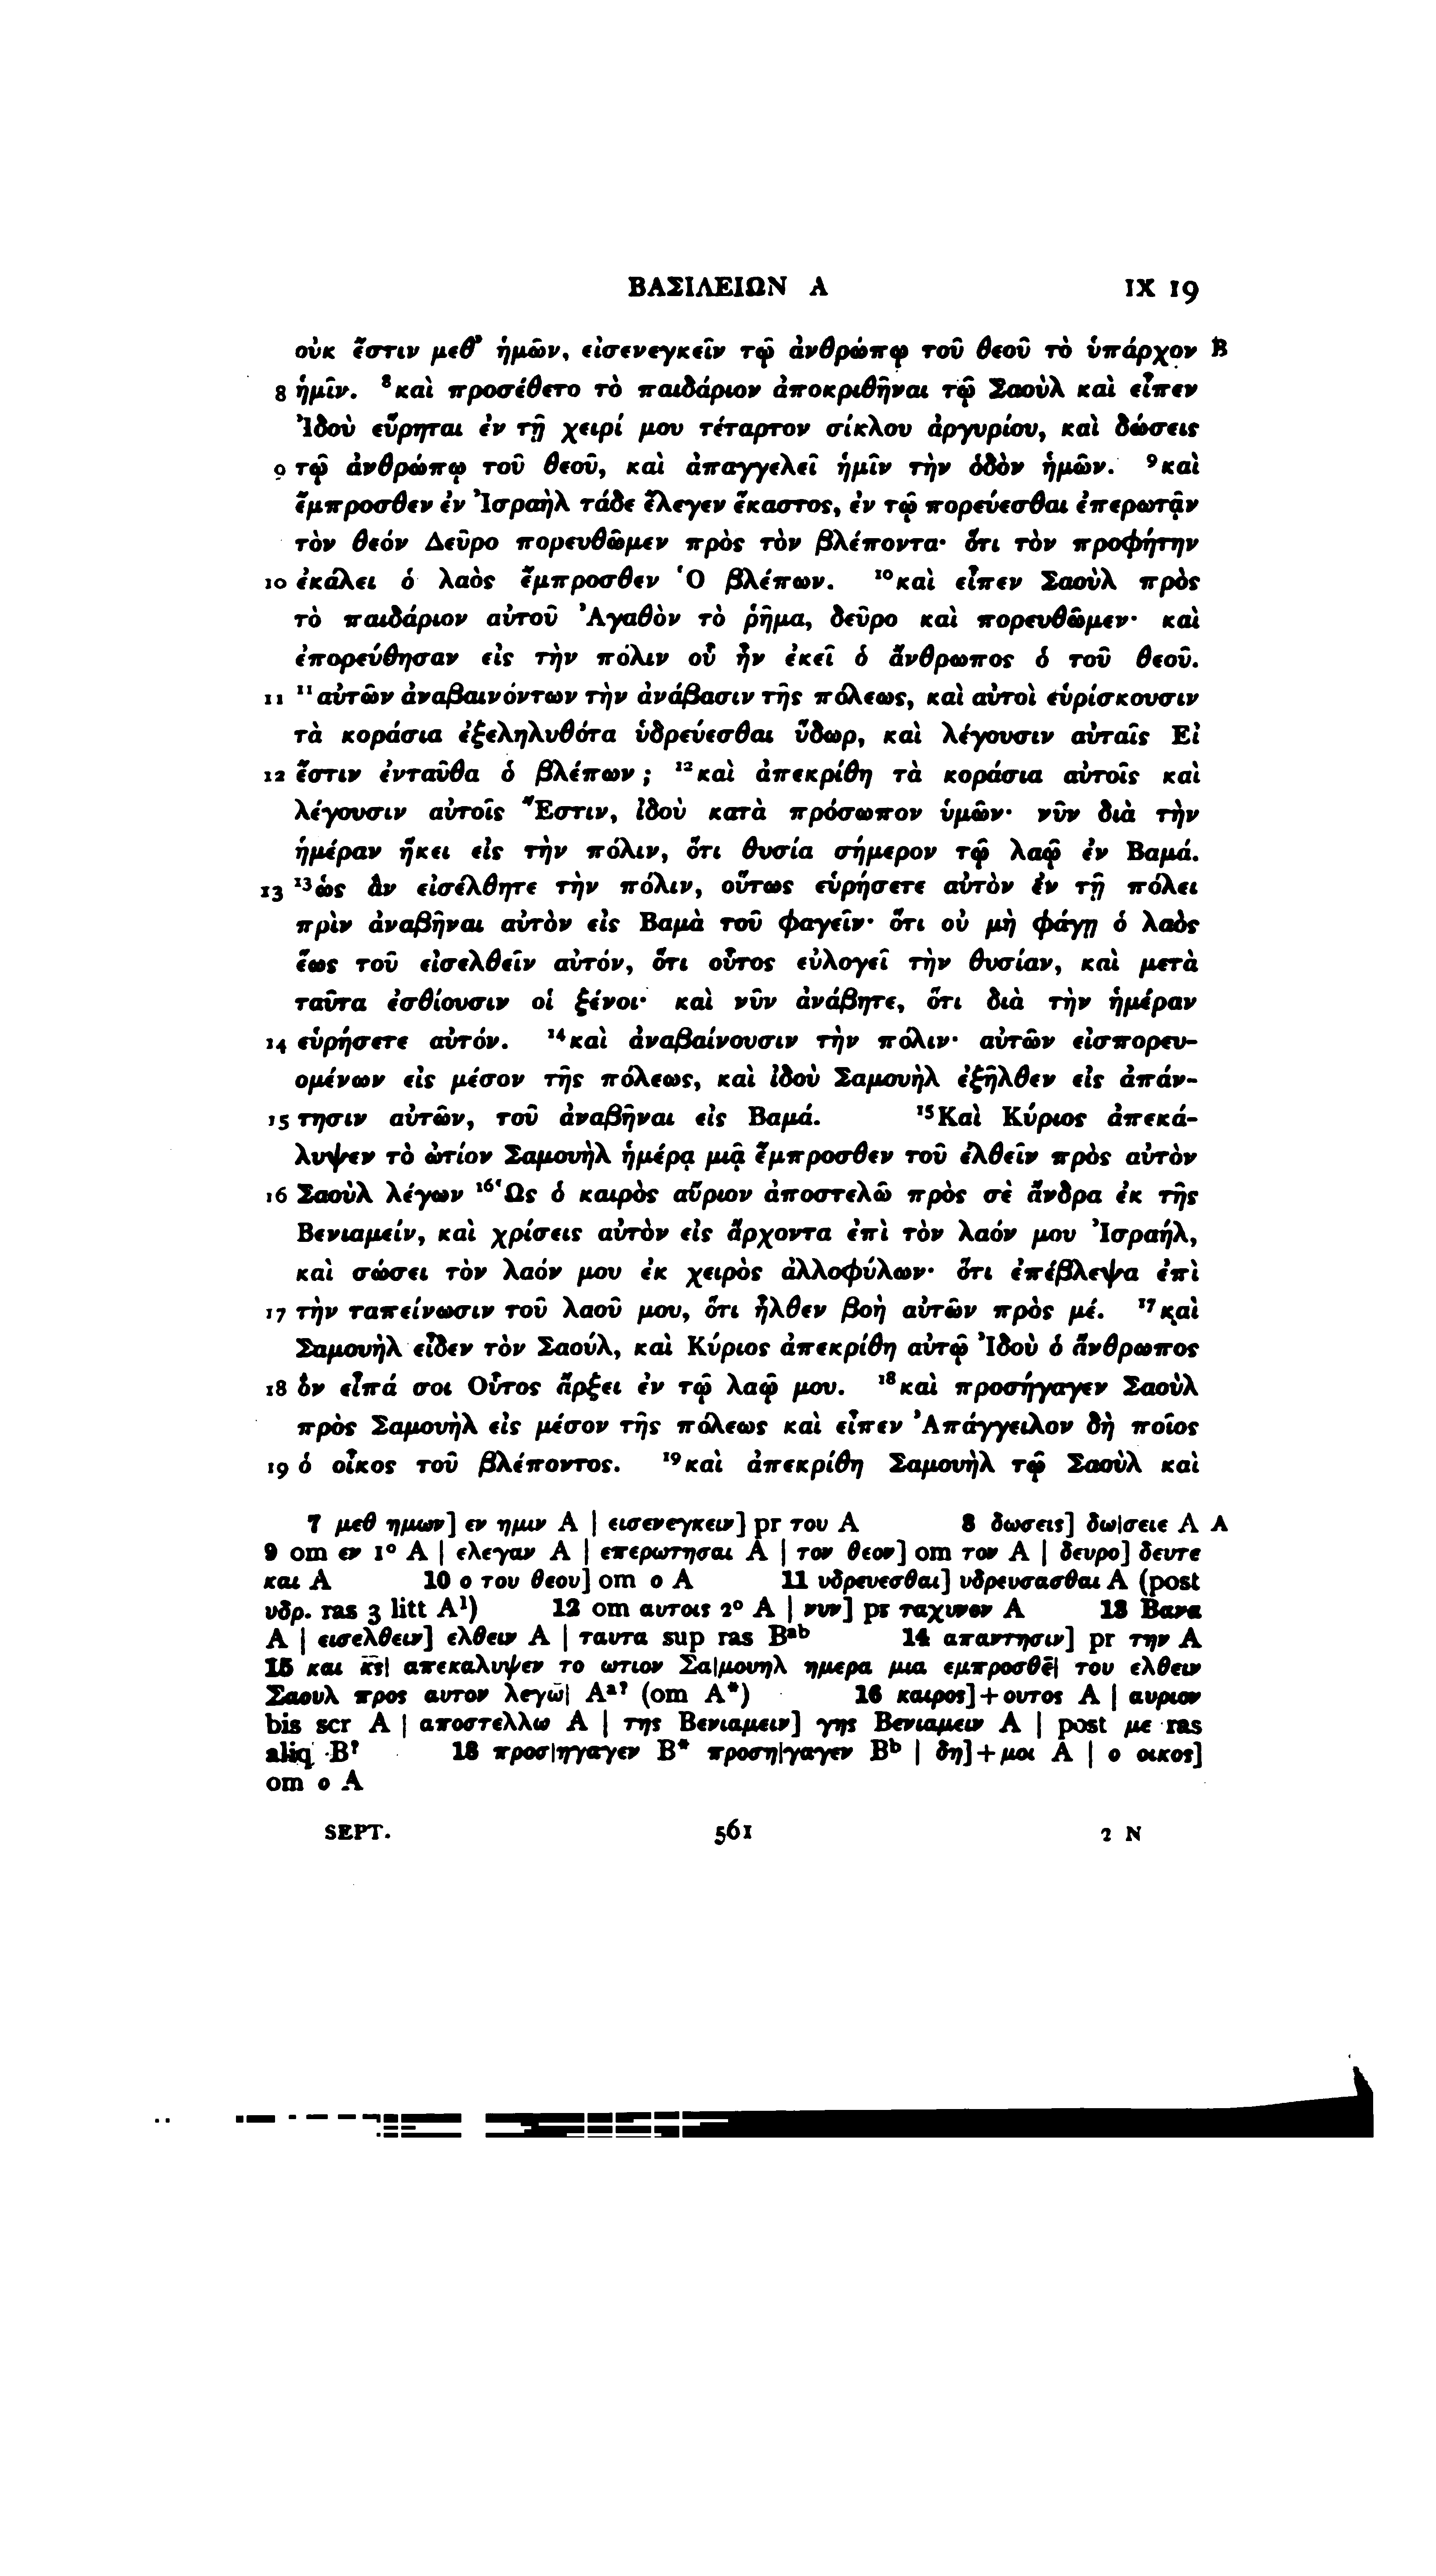 ΒΑΣΙΛΕΙΩΝ Α IX 19
οὐκ ἔστιν μεθ᾽ ἡμῶν, εἰσενεγκεῖν τῷ ἀνθρώπῳ τοῦ θεοῦ τὸ ὑπάρχον B
8 ἡμῖν. ⁸καὶ προσέθετο τὸ παιδάριον ἀποκριθῆναι τῷ Σαοὺλ καὶ εἶπεν
Ἰδοὺ εὕρηται ἐν τῇ χειρί μου τέταρτον σίκλου ἀργυρίου, καὶ δώσεις
9 τῷ ἀνθρώπῳ τοῦ θεοῦ, καὶ ἀπαγγελεῖ ἡμῖν τὴν ὁδὸν ἡμῶν. ⁹καὶ
ἔμπροσθεν ἐν Ἰσραὴλ τάδε ἔλεγεν ἕκαστος, ἐν τῷ πορεύεσθαι ἐπερωτᾷν
τὸν θεόν Δεῦρο πορευθῶμεν πρὸς τὸν βλέποντα· ὅτι τὸν προφήτην
10 ἐκάλει ὁ λαὸς ἔμπροσθεν Ὁ βλέπων. ¹⁰καὶ εἶπεν Σαοὺλ πρὸς
τὸ παιδάριον αὐτοῦ Ἀγαθὸν τὸ ῥῆμα, δεῦρο καὶ πορευθῶμεν· καὶ
ἐπορεύθησαν εἰς τὴν πόλιν οὗ ἦν ἐκεῖ ὁ ἄνθρωπος ὁ τοῦ θεοῦ.
11 ¹¹αὐτῶν ἀναβαινόντων τὴν ἀνάβασιν τῆς πόλεως, καὶ αὐτοὶ εὑρίσκουσιν
τὰ κοράσια ἐξεληλυθότα ὑδρεύεσθαι ὕδωρ, καὶ λέγουσιν αὐταῖς Εἰ
12 ἔστιν ἐνταῦθα ὁ βλέπων; ¹²καὶ ἀπεκρίθη τὰ κοράσια αὐτοῖς καὶ
λέγουσιν αὐτοῖς Ἔστιν, ἰδοὺ κατὰ πρόσωπον ὑμῶν· νῦν διὰ τὴν
ἡμέραν ἥκει εἰς τὴν πόλιν, ὅτι θυσία σήμερον τῷ λαῷ ἐν Βαμά.
13 ¹³ὡς ἂν εἰσέλθητε τὴν πόλιν, οὕτως εὑρήσετε αὐτὸν ἐν τῇ πόλει
πρὶν ἀναβῆναι αὐτὸν εἰς Βαμὰ τοῦ φαγεῖν· ὅτι οὐ μὴ φάγῃ ὁ λαὸς
ἕως τοῦ εἰσελθεῖν αὐτόν, ὅτι οὗτος εὐλογεῖ τὴν θυσίαν, καὶ μετὰ
ταῦτα ἐσθίουσιν οἱ ξένοι· καὶ νῦν ἀνάβητε, ὅτι διὰ τὴν ἡμέραν
14 εὑρήσετε αὐτόν. ¹⁴καὶ ἀναβαίνουσιν τὴν πόλιν· αὐτῶν εἰσπορευ-
ομένων εἰς μέσον τῆς πόλεως, καὶ ἰδοὺ Σαμουὴλ ἐξῆλθεν εἰς ἀπάν-
15 τησιν αὐτῶν, τοῦ ἀναβῆναι εἰς Βαμά. ¹⁵Καὶ Κύριος ἀπεκά-
λυψεν τὸ ὠτίον Σαμουὴλ ἡμέρᾳ μιᾷ ἔμπροσθεν τοῦ ἐλθεῖν πρὸς αὐτὸν
16 Σαοὺλ λέγων ¹⁶Ὡς ὁ καιρὸς αὔριον ἀποστελῶ πρὸς σὲ ἄνδρα ἐκ τῆς
Βενιαμείν, καὶ χρίσεις αὐτὸν εἰς ἄρχοντα ἐπὶ τὸν λαόν μου Ἰσραήλ,
καὶ σώσει τὸν λαόν μου ἐκ χειρὸς ἀλλοφύλων· ὅτι ἐπέβλεψα ἐπὶ
17 τὴν ταπείνωσιν τοῦ λαοῦ μου, ὅτι ἦλθεν βοὴ αὐτῶν πρὸς μέ. ¹⁷καὶ
Σαμουὴλ εἶδεν τὸν Σαούλ, καὶ Κύριος ἀπεκρίθη αὐτῷ Ἰδοὺ ὁ ἄνθρωπος
18 ὃν εἶπά σοι Οὗτος ἄρξει ἐν τῷ λαῷ μου. ¹⁸καὶ προσήγαγεν Σαοὺλ
πρὸς Σαμουὴλ εἰς μέσον τῆς πόλεως καὶ εἶπεν Ἀπάγγειλον δὴ ποῖος
19 ὁ οἶκος τοῦ βλέποντος. ¹⁹καὶ ἀπεκρίθη Σαμουὴλ τῷ Σαοὺλ καὶ
7 μεθ ημων] εν ημιν A | εισενεγκειν] pr του A 8 δωσεις] δω|σειε A A
9 om εν 1° A | ελεγαν A | επερωτησαι A | τον θεον] om τον A | δευρο] δευτε
και A 10 ο του θεου] om ο A 11 υδρευεσθαι] υδρευσασθαι A (post
υδρ. ras 3 litt A¹) 12 om αυτοις 2° A | νυν] pr ταχυνον A 13 Βανα
A | εισελθειν] ελθειν A | ταυτα sup ras Bᵃᵇ 14 απαντησιν] pr την A
15 και κ̅ς̅| απεκαλυψεν το ωτιον Σα|μουηλ ημερα μια εμπροσθε̅| του ελθειν
Σαουλ προς αυτον λεγω̅| Aᵃ? (om A*) 16 καιρος]+ουτος A | αυριον
bis scr A | αποστελλω A | της Βενιαμειν] γης Βενιαμειν A | post με ras
aliq B? 18 προσ|ηγαγεν B* προση|γαγεν Bᵇ | δη]+μοι A | ο οικος]
om ο A
SEPT. 561 2 N